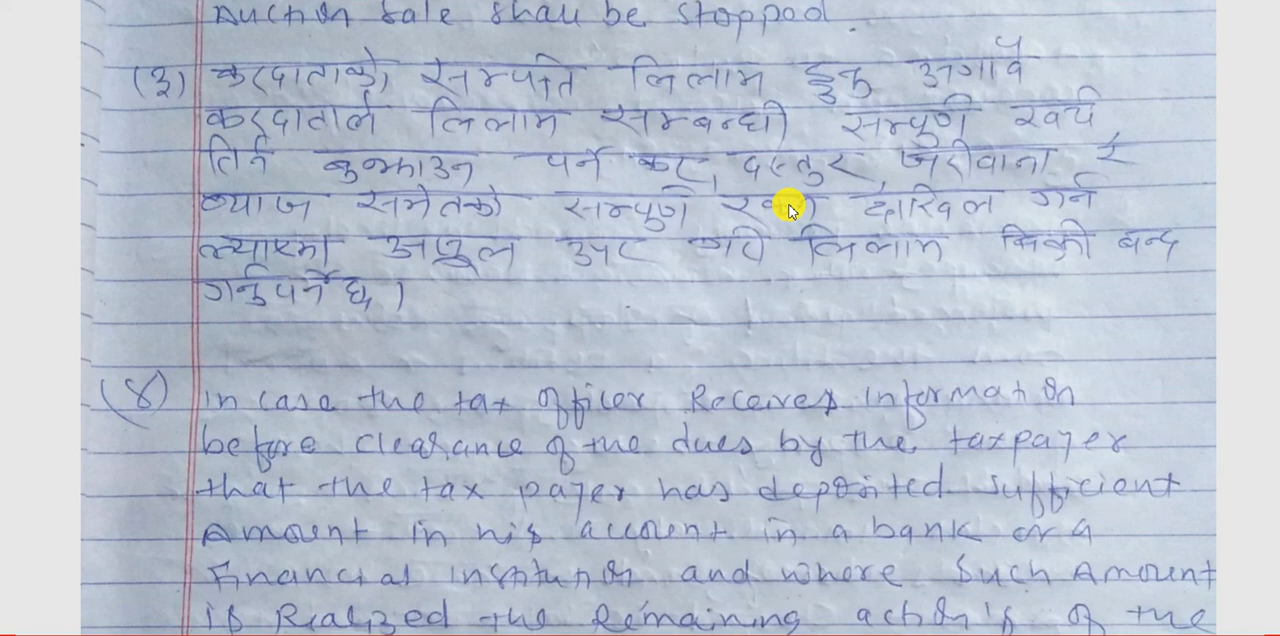 Auction sale shall be stopped.
(३) करदाताको सम्पत्ति लिलाम हुनु अगावै
करदाताले लिलाम सम्बन्धी सम्पुर्ण खर्च
तिर्न बुझाउन पर्ने कर, दस्तुर, जरीवाना र
ब्याज समेतको सम्पुर्ण दाखिल गर्न
ल्याएमा असुल उपर गरी लिलाम बिक्री बन्द
गर्नुपर्नेछ।
(४) In case the tax officer Receives information
before clearance of the dues by the taxpayer
that the tax payer has deposited sufficient
Amount in his account in a bank or a
Financial institution and where such Amount
is Realized the Remaining action's of the